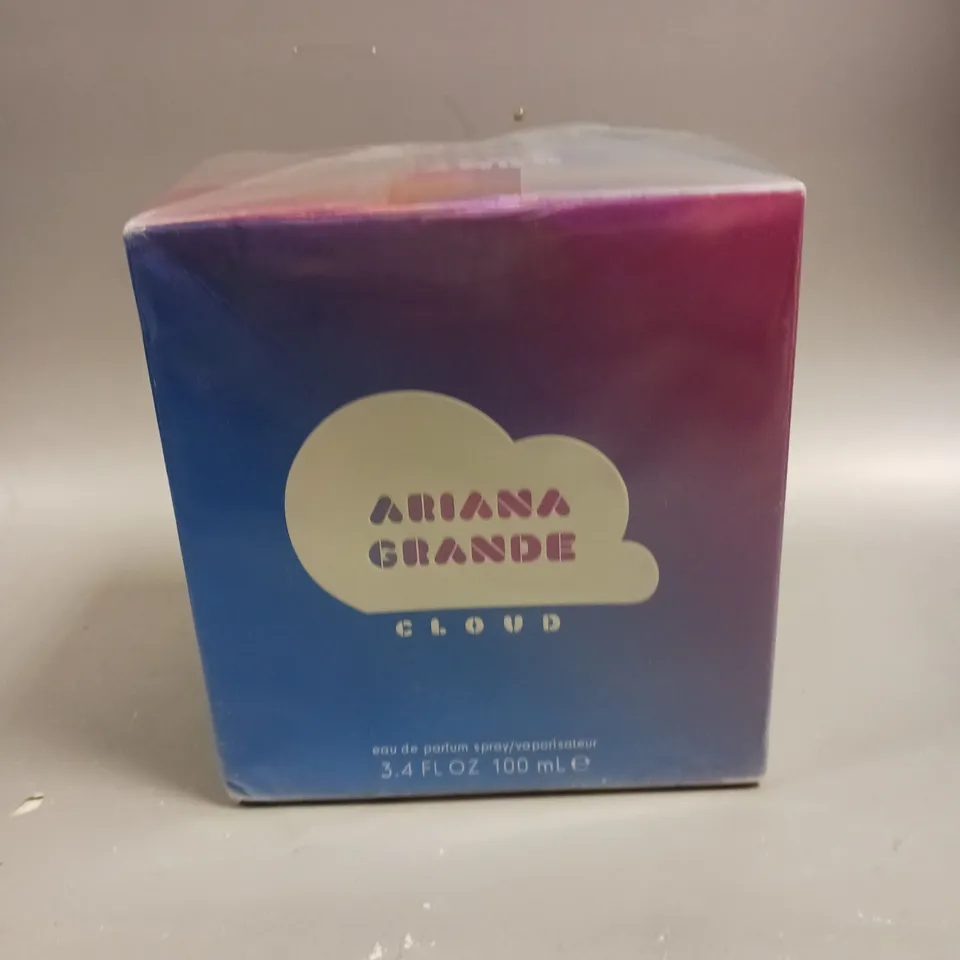 ARIANA
GRANDE
CLOUD
eau de parfum spray/vaporisateur
3.4 FL OZ 100 mL ℮